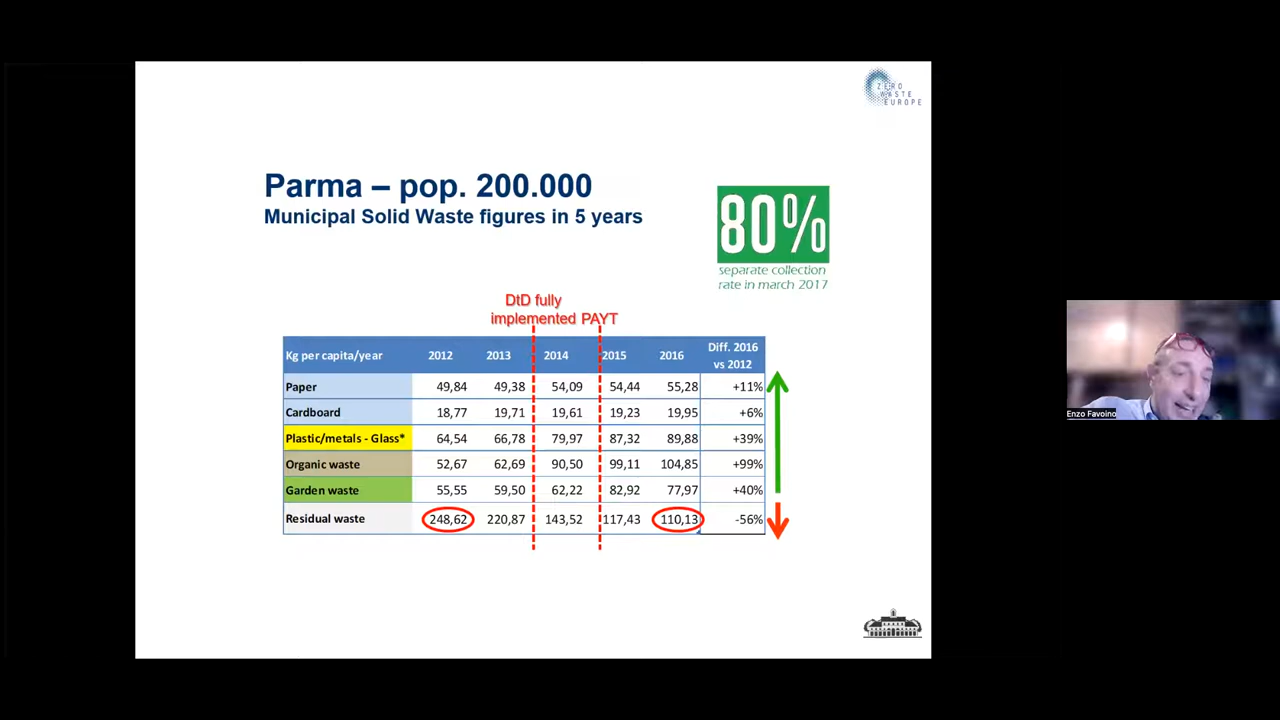 ZERO
WASTE
EUROPE
Parma – pop. 200.000
Municipal Solid Waste figures in 5 years
80%
separate collection
rate in march 2017
DtD fully
implemented PAYT
Kg per capita/year 2012 2013 2014 2015 2016 Diff. 2016 vs 2012
Paper 49,84 49,38 54,09 54,44 55,28 +11%
Cardboard 18,77 19,71 19,61 19,23 19,95 +6%
Plastic/metals - Glass* 64,54 66,78 79,97 87,32 89,88 +39%
Organic waste 52,67 62,69 90,50 99,11 104,85 +99%
Garden waste 55,55 59,50 62,22 82,92 77,97 +40%
Residual waste 248,62 220,87 143,52 117,43 110,13 -56%
Enzo Favoino